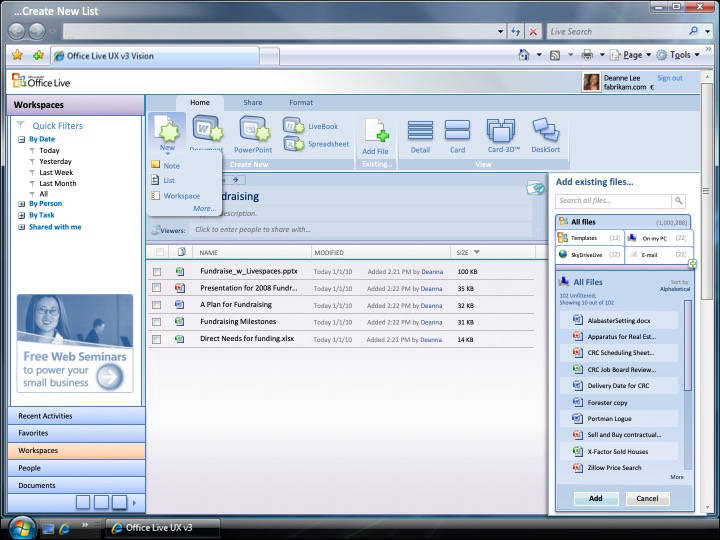 ...Create New List
Live Search
Office Live UX v3 Vision
Page
Tools
Microsoft
Office Live
Deanne Lee
fabrikam.com €
Sign out
Workspaces
Quick Filters
By Date
Today
Yesterday
Last Week
Last Month
All
By Person
By Task
Shared with me
Free Web Seminars
to power your
small business
Recent Activities
Favorites
Workspaces
People
Documents
Home
Share
Format
New
Document
PowerPoint
LiveBook
Spreadsheet
Create New
Add File
Existing...
Detail
Card
Card-3D™
DeskSort
View
Note
List
Workspace
More...
draising
description.
Viewers:
Click to enter people to share with...
NAME
MODIFIED
SIZE
Fundraise_w_Livespaces.pptx
Today 1/1/10
Added 2:21 PM by Deanna
100 KB
Presentation for 2008 Fundr...
Today 1/1/10
Added 2:21 PM by Deanna
35 KB
A Plan for Fundraising
Today 1/1/10
Added 2:22 PM by Deanna
32 KB
Fundraising Milestones
Today 1/1/10
Added 2:22 PM by Deanna
31 KB
Direct Needs for funding.xlsx
Today 1/1/10
Added 2:21 PM by Deanna
14 KB
Add existing files...
Search all files...
All files
(1,000,288)
Templates
(12)
On my PC
(22)
SkyDriveLive
(52)
E-mail
(22)
All Files
Sort by:
Alphabetical
102 Unfiltered;
Showing 10 out of 102
AlabasterSetting.docx
Apparatus for Real Est...
CRC Scheduling Sheet...
CRC Job Board Review...
Delivery Date for CRC
Forester copy
Portman Logue
Sell and Buy contractual...
X-Factor Sold Houses
Zillow Price Search
More
Add
Cancel
Office Live UX v3